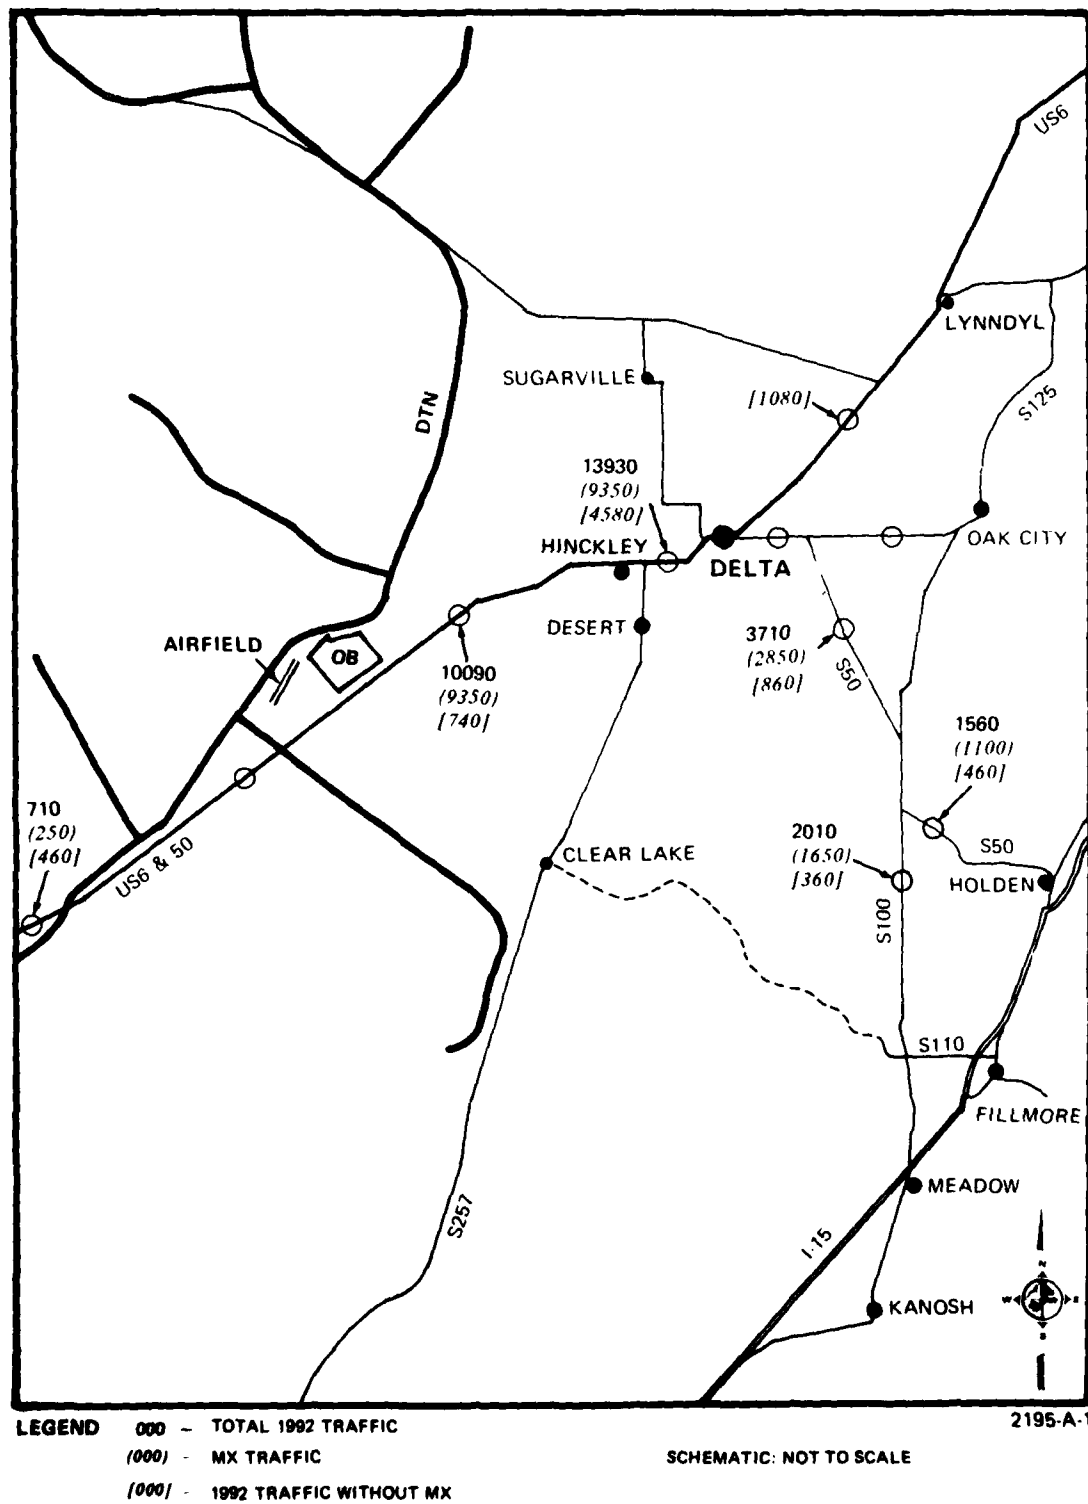 US6
LYNNDYL
SUGARVILLE
[1080]
S125
DTN
13930
(9350)
[4580]
HINCKLEY
DELTA
OAK CITY
AIRFIELD
OB
DESERT
10090
(9350)
[740]
3710
(2850)
[860]
S50
1560
(1100)
[460]
710
(250)
[460]
US6 & 50
CLEAR LAKE
2010
(1650)
[360]
S50
HOLDEN
S100
S110
FILLMORE
MEADOW
S257
I-15
KANOSH
N
W
S
2195-A-1
LEGEND
000 – TOTAL 1992 TRAFFIC
(000) - MX TRAFFIC
[000] - 1992 TRAFFIC WITHOUT MX
SCHEMATIC: NOT TO SCALE